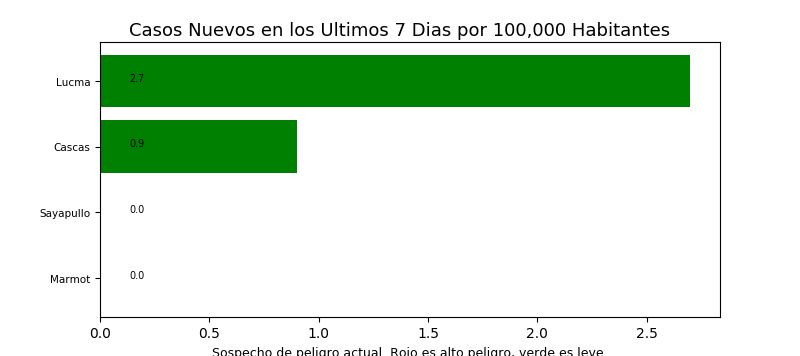 Casos Nuevos en los Ultimos 7 Dias por 100,000 Habitantes
Lucma 2.7
Cascas 0.9
Sayapullo 0.0
Marmot 0.0
0.0 0.5 1.0 1.5 2.0 2.5
Sospecho de peligro actual. Rojo es alto peligro, verde es leve